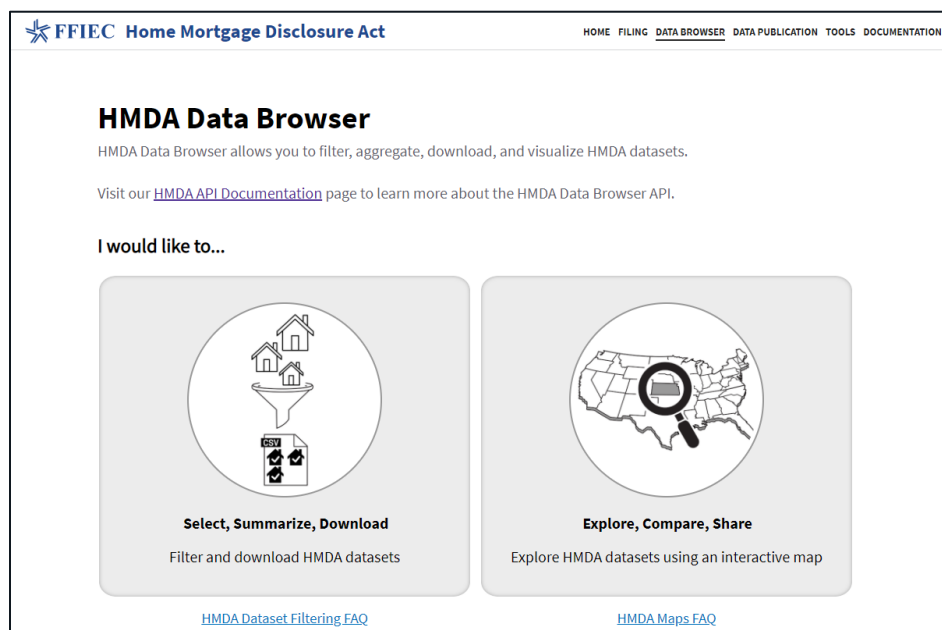 FFIEC Home Mortgage Disclosure Act
HOME FILING DATA BROWSER DATA PUBLICATION TOOLS DOCUMENTATION
HMDA Data Browser
HMDA Data Browser allows you to filter, aggregate, download, and visualize HMDA datasets.
Visit our HMDA API Documentation page to learn more about the HMDA Data Browser API.
I would like to...
CSV
Select, Summarize, Download
Filter and download HMDA datasets
Explore, Compare, Share
Explore HMDA datasets using an interactive map
HMDA Dataset Filtering FAQ
HMDA Maps FAQ